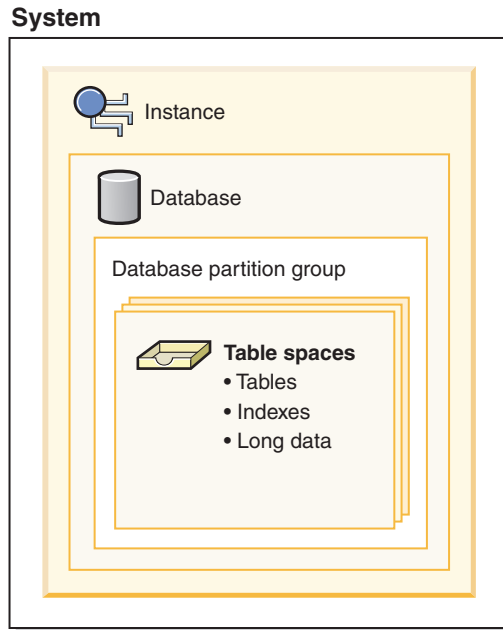 System
Instance
Database
Database partition group
Table spaces
• Tables
• Indexes
• Long data